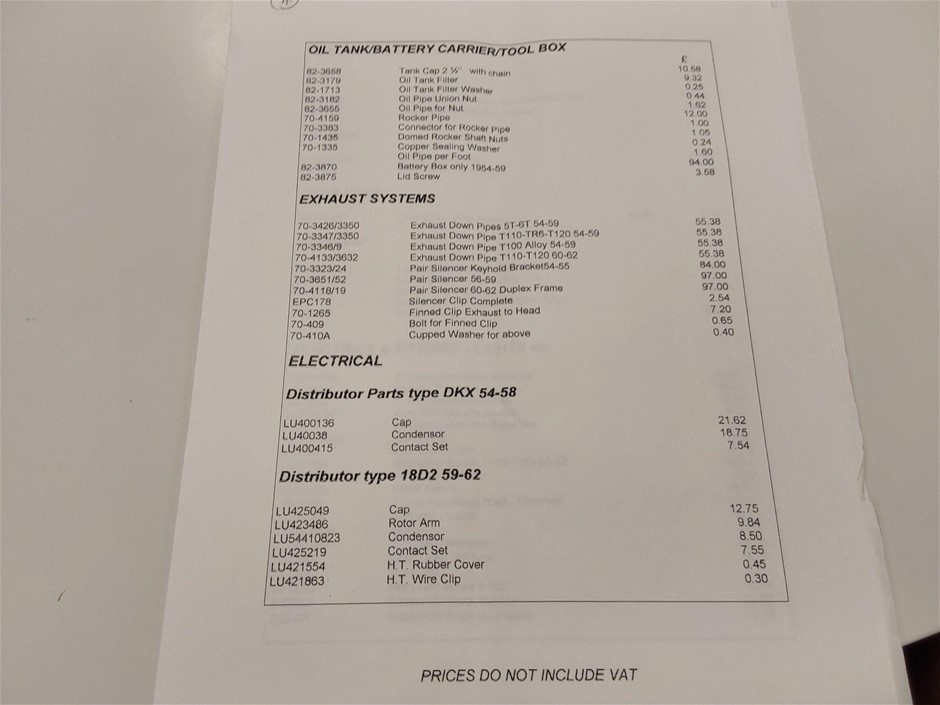 OIL TANK/BATTERY CARRIER/TOOL BOX
£
82-3658 Tank Cap 2 ½" with chain 10.58
82-3179 Oil Tank Filter 9.32
82-1713 Oil Tank Filter Washer 0.25
82-3182 Oil Pipe Union Nut 0.44
82-3655 Oil Pipe for Nut 1.62
70-4159 Rocker Pipe 12.00
70-3383 Connector for Rocker Pipe 1.00
70-1435 Domed Rocker Shaft Nuts 1.05
70-1335 Copper Sealing Washer 0.24
Oil Pipe per Foot 1.60
82-3870 Battery Box only 1954-59 94.00
82-3875 Lid Screw 3.58
EXHAUST SYSTEMS
70-3426/3350 Exhaust Down Pipes 5T-6T 54-59 55.38
70-3347/3350 Exhaust Down Pipe T110-TR6-T120 54-59 55.38
70-3346/9 Exhaust Down Pipe T100 Alloy 54-59 55.38
70-4133/3632 Exhaust Down Pipe T110-T120 60-62 55.38
70-3323/24 Pair Silencer Keyhold Bracket54-55 84.00
70-3651/52 Pair Silencer 56-59 97.00
70-4118/19 Pair Silencer 60-62 Duplex Frame 97.00
EPC178 Silencer Clip Complete 2.54
70-1265 Finned Clip Exhaust to Head 7.20
70-409 Bolt for Finned Clip 0.65
70-410A Cupped Washer for above 0.40
ELECTRICAL
Distributor Parts type DKX 54-58
LU400136 Cap 21.62
LU40038 Condensor 18.75
LU400415 Contact Set 7.54
Distributor type 18D2 59-62
LU425049 Cap 12.75
LU423486 Rotor Arm 9.84
LU54410823 Condensor 8.50
LU425219 Contact Set 7.55
LU421554 H.T. Rubber Cover 0.45
LU421863 H.T. Wire Clip 0.30
PRICES DO NOT INCLUDE VAT